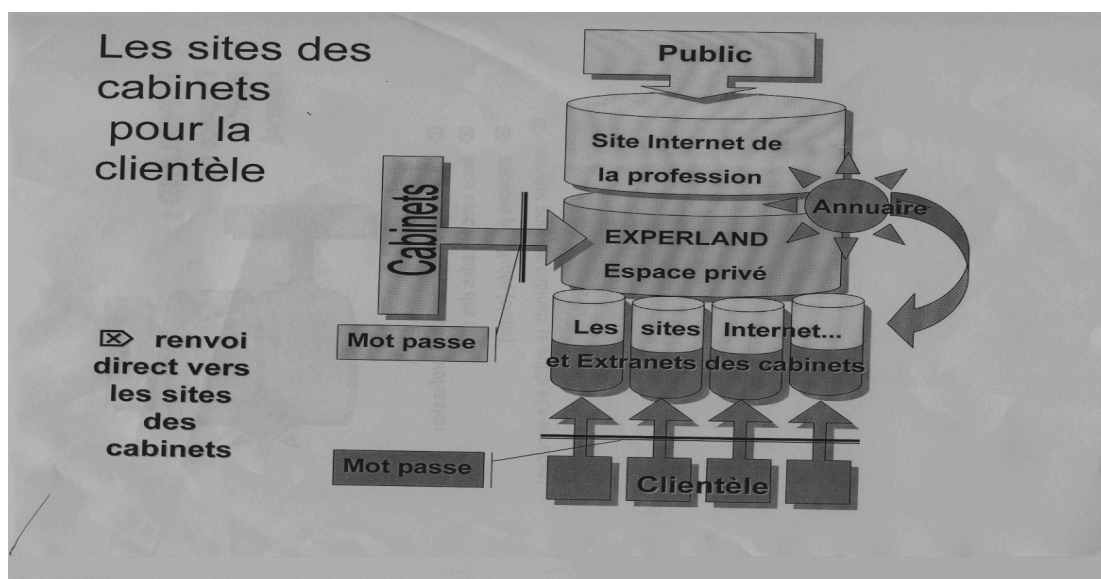 Les sites des
cabinets
pour la
clientèle
⌦ renvoi
direct vers
les sites
des
cabinets
Public
Site Internet de
la profession
Annuaire
Cabinets
EXPERLAND
Espace privé
Mot passe
Les sites Internet...
et Extranets des cabinets
Mot passe
Clientèle